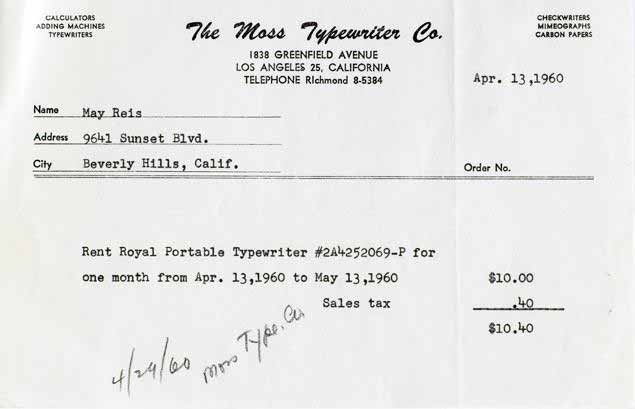 CALCULATORS
ADDING MACHINES
TYPEWRITERS
The Moss Typewriter Co.
1838 GREENFIELD AVENUE
LOS ANGELES 25, CALIFORNIA
TELEPHONE RIchmond 8-5384
CHECKWRITERS
MIMEOGRAPHS
CARBON PAPERS
Apr. 13,1960
Name May Reis
Address 9641 Sunset Blvd.
City Beverly Hills, Calif.
Order No.
Rent Royal Portable Typewriter #2A4252069-P for
one month from Apr. 13,1960 to May 13,1960 $10.00
Sales tax .40
$10.40
4/29/60 Moss Type. Co.